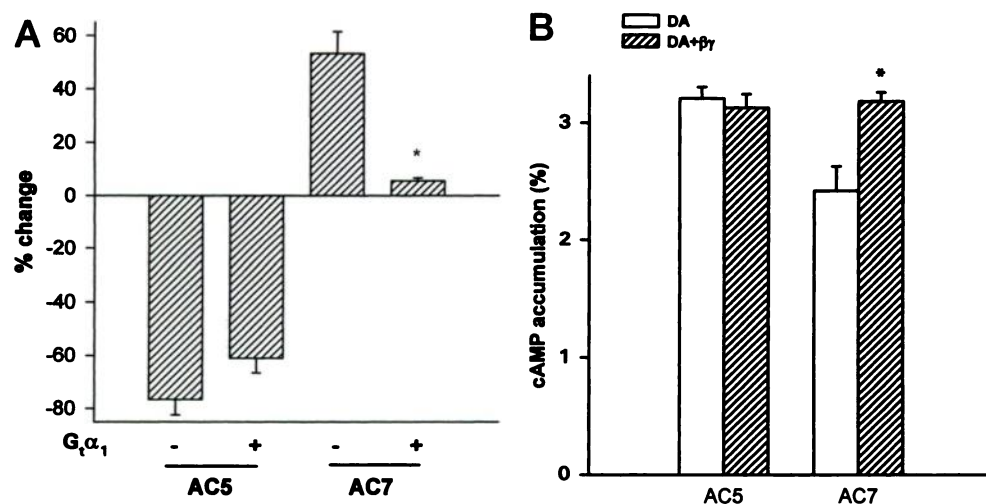 A
% change
60
40
20
0
-20
-40
-60
-80
*
Gtα1 - + - +
AC5 AC7
B
DA
DA+βγ
cAMP accumulation (%)
3
2
1
0
*
AC5 AC7